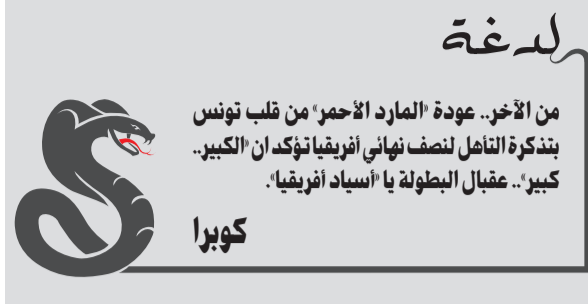 لدغة
من الآخر.. عودة «المارد الأحمر» من قلب تونس
بتذكرة التأهل لنصف نهائي أفريقيا تؤكد ان «الكبير..
كبير».. عقبال البطولة يا «أسياد أفريقيا».
كوبرا